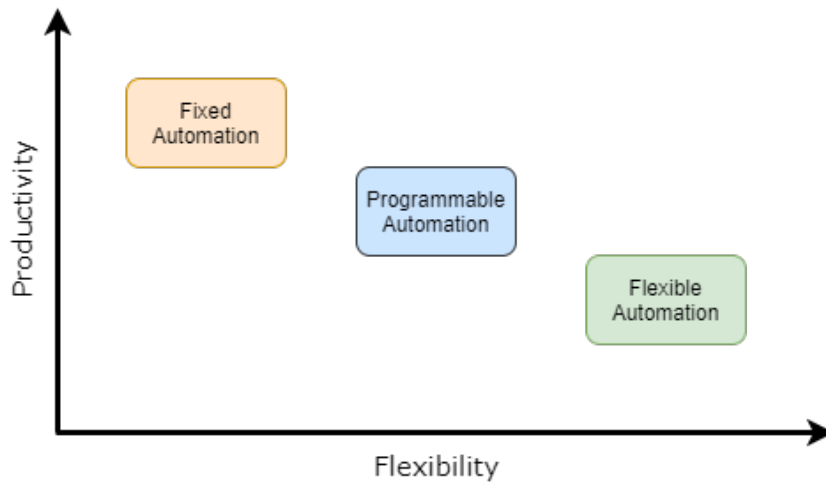 Productivity
Fixed
Automation
Programmable
Automation
Flexible
Automation
Flexibility